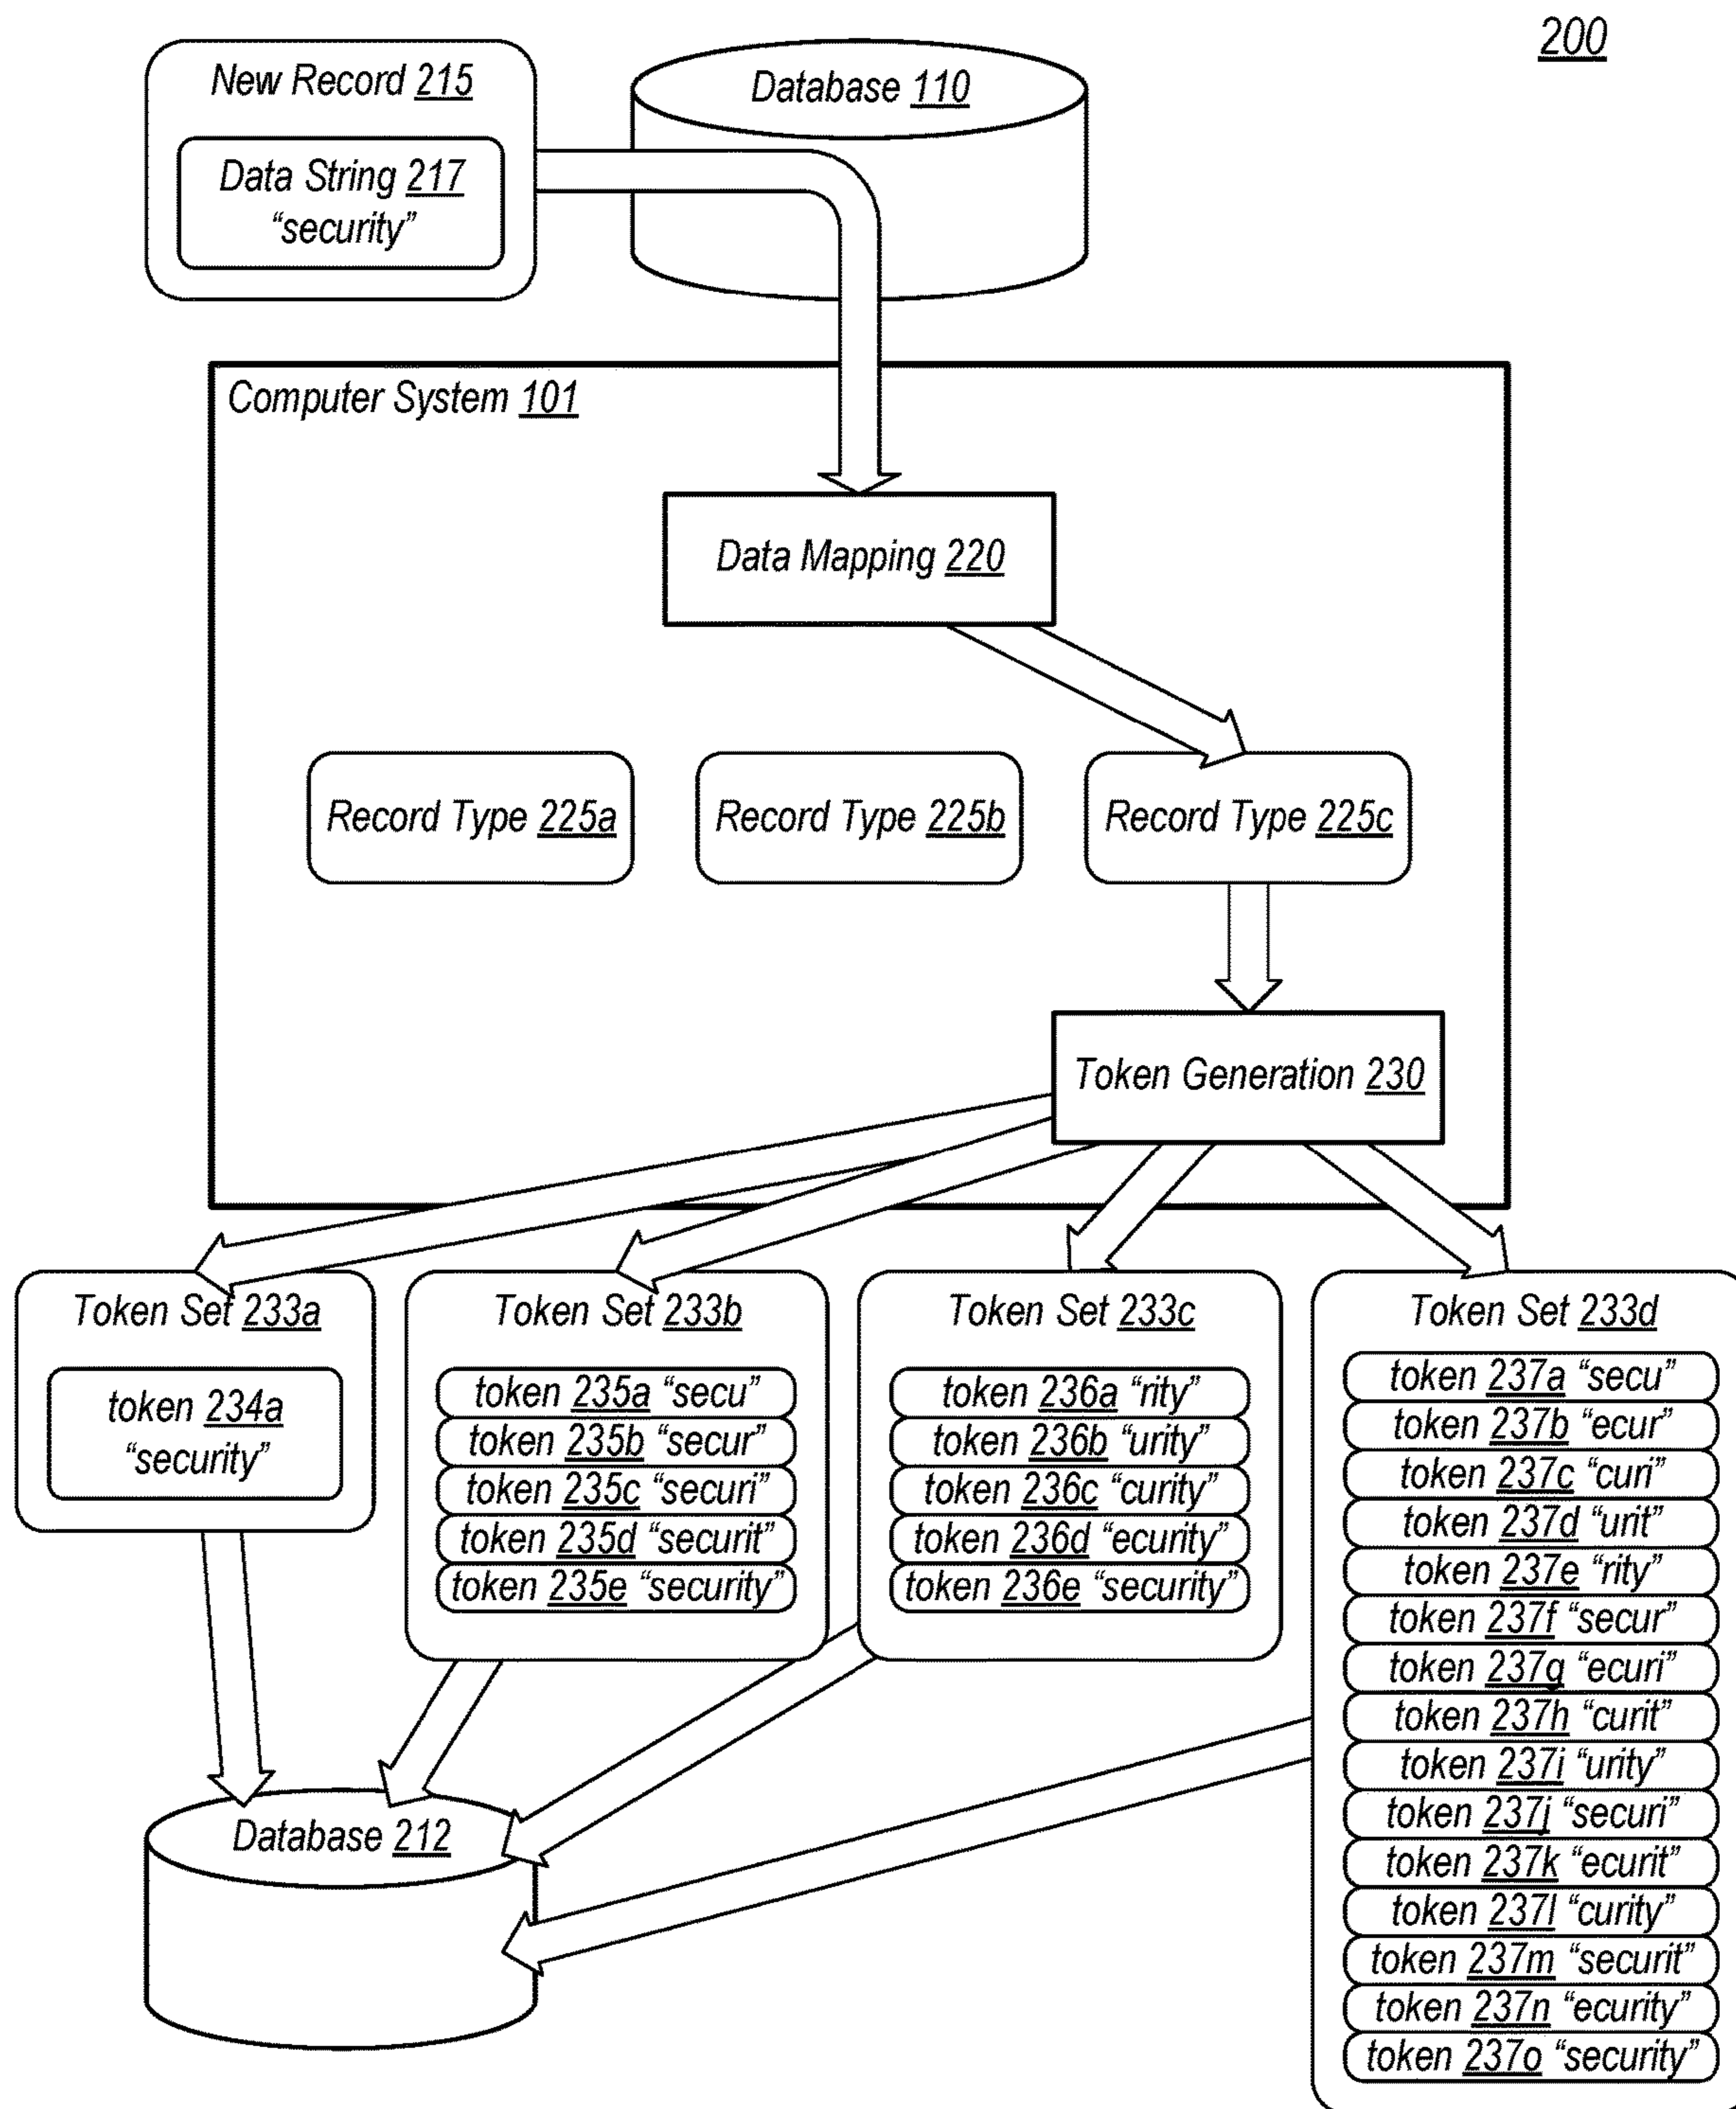 200
New Record 215
Data String 217
“security”
Database 110
Computer System 101
Data Mapping 220
Record Type 225a
Record Type 225b
Record Type 225c
Token Generation 230
Token Set 233a
token 234a
“security”
Token Set 233b
token 235a “secu”
token 235b “secur”
token 235c “securi”
token 235d “securit”
token 235e “security”
Token Set 233c
token 236a “rity”
token 236b “urity”
token 236c “curity”
token 236d “ecurity”
token 236e “security”
Token Set 233d
token 237a “secu”
token 237b “ecur”
token 237c “curi”
token 237d “urit”
token 237e “rity”
token 237f “secur”
token 237g “ecuri”
token 237h “curit”
token 237i “urity”
token 237j “securi”
token 237k “ecurit”
token 237l “curity”
token 237m “securit”
token 237n “ecurity”
token 237o “security”
Database 212